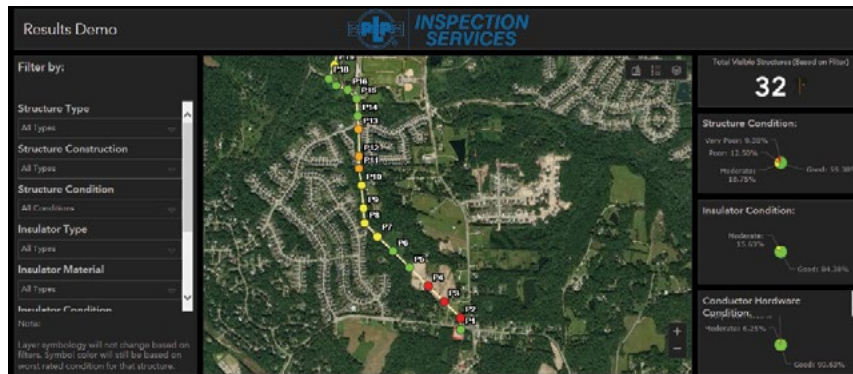 Results Demo
PLP
INSPECTION
SERVICES
Filter by:
Structure Type
All Types
Structure Construction
All Types
Structure Condition
All Conditions
Insulator Type
All Types
Insulator Material
All Types
Insulator Condition
Note:
Layer symbology will not change based on
filters. Symbol color will still be based on
worst rated condition for that structure.
P18
P16
P15
P14
P13
P12
P11
P10
P9
P8
P7
P6
P5
P4
P3
P2
P1
+
−
Total Visible Structures (Based on Filter)
32
Structure Condition:
Very Poor: 9.38%
Poor: 12.50%
Moderate:
18.75%
Good: 59.38%
Insulator Condition:
Moderate:
15.63%
Good: 84.38%
Conductor Hardware
Condition:
Moderate: 6.25%
Good: 90.63%